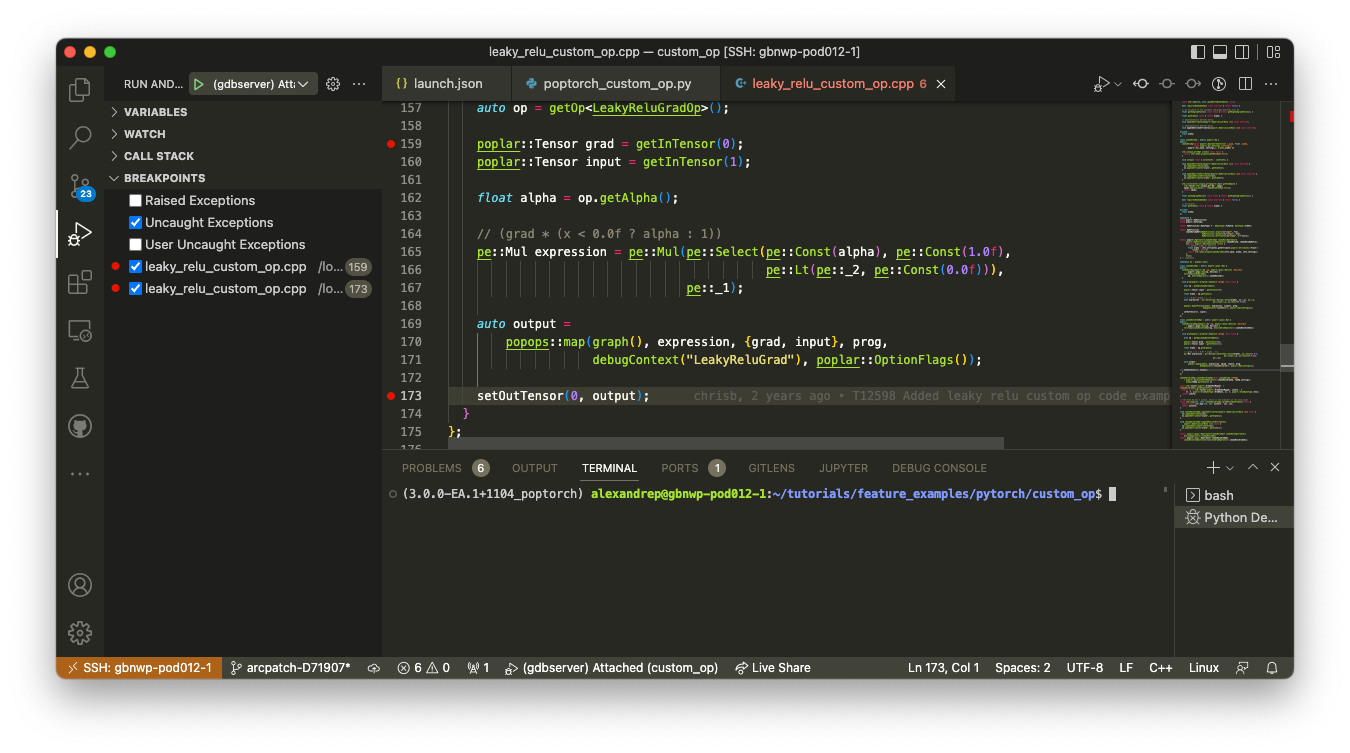 leaky_relu_custom_op.cpp — custom_op [SSH: gbnwp-pod012-1]
RUN AND... (gdbserver) Att
launch.json
poptorch_custom_op.py
leaky_relu_custom_op.cpp 6
VARIABLES
WATCH
CALL STACK
BREAKPOINTS
Raised Exceptions
Uncaught Exceptions
User Uncaught Exceptions
leaky_relu_custom_op.cpp /lo... 159
leaky_relu_custom_op.cpp /lo... 173
23
157 auto op = getOp<LeakyReluGradOp>();
158
159 poplar::Tensor grad = getInTensor(0);
160 poplar::Tensor input = getInTensor(1);
161
162 float alpha = op.getAlpha();
163
164 // (grad * (x < 0.0f ? alpha : 1))
165 pe::Mul expression = pe::Mul(pe::Select(pe::Const(alpha), pe::Const(1.0f),
166 pe::Lt(pe::_2, pe::Const(0.0f))),
167 pe::_1);
168
169 auto output =
170 popops::map(graph(), expression, {grad, input}, prog,
171 debugContext("LeakyReluGrad"), poplar::OptionFlags());
172
173 setOutTensor(0, output); chrisb, 2 years ago • T12598 Added leaky relu custom op code examp
174 }
175 };
176
PROBLEMS 6 OUTPUT TERMINAL PORTS 1 GITLENS JUPYTER DEBUG CONSOLE
(3.0.0-EA.1+1104_poptorch) alexandrep@gbnwp-pod012-1:~/tutorials/feature_examples/pytorch/custom_op$
bash
Python De...
SSH: gbnwp-pod012-1 arcpatch-D71907* 6 0 1 (gdbserver) Attached (custom_op) Live Share Ln 173, Col 1 Spaces: 2 UTF-8 LF C++ Linux